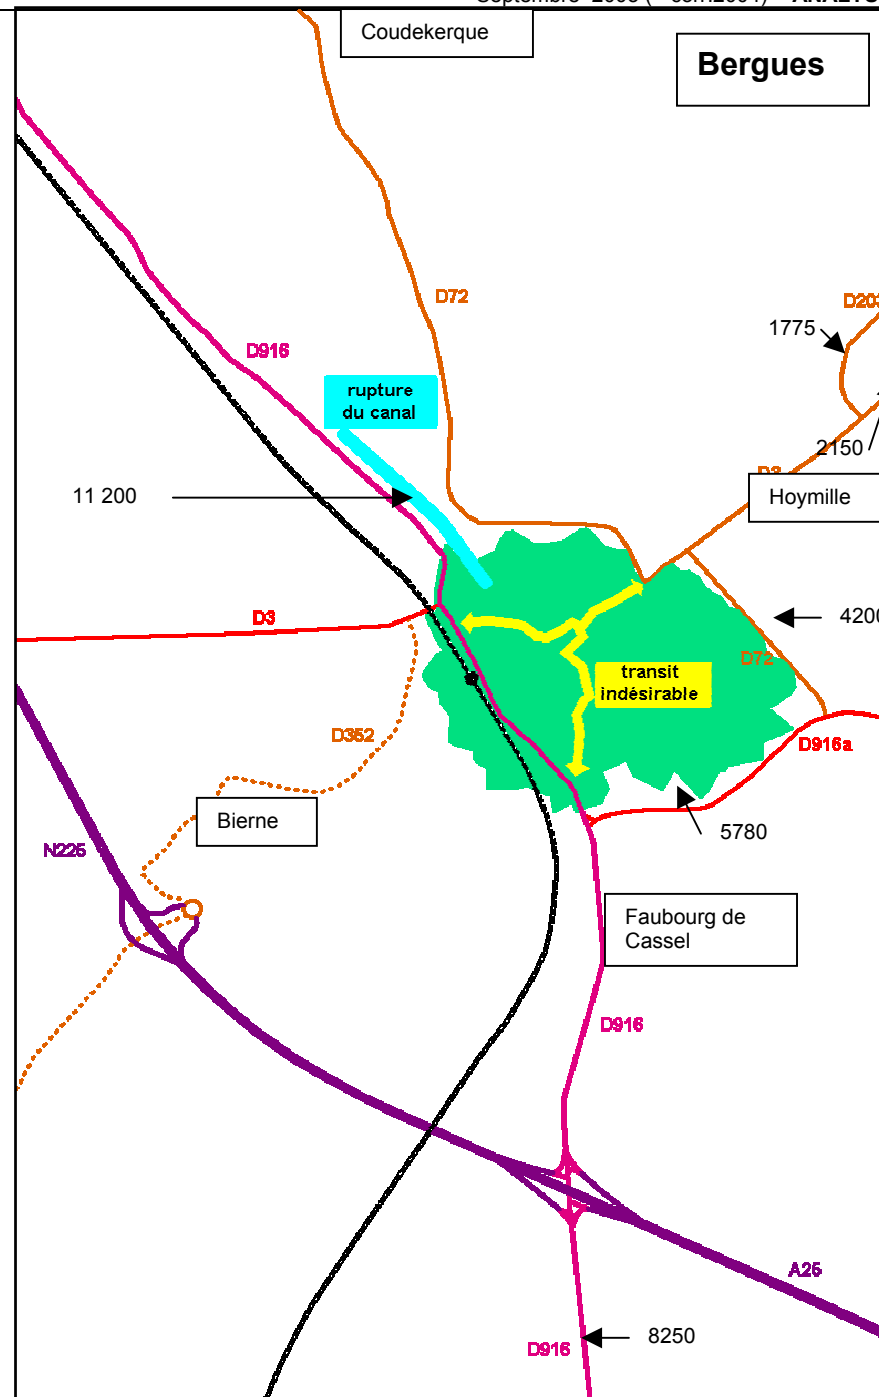 Coudekerque
Bergues
D72
D203
1775
D916
rupture
du canal
2150
11 200
Hoymille
D3
4200
transit
indésirable
D72
D352
D916a
Bierne
5780
N225
Faubourg de
Cassel
D916
A25
8250
D916